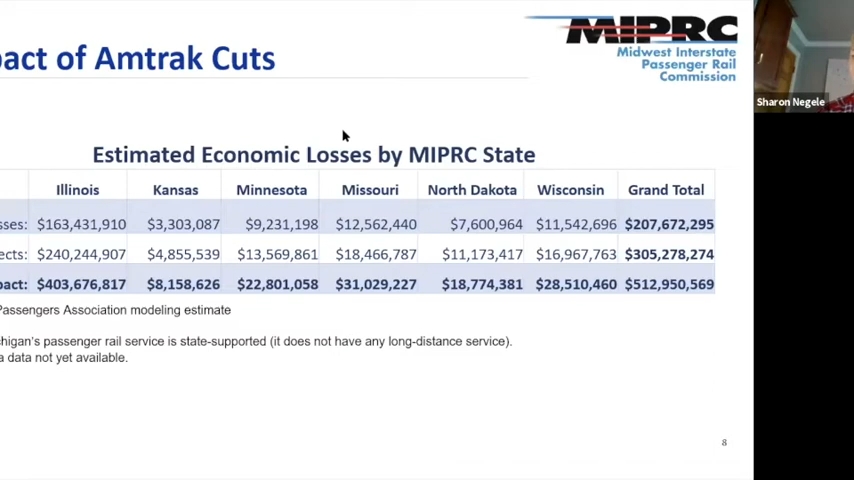 MIPRC
Midwest Interstate
Passenger Rail
Commission
pact of Amtrak Cuts
Sharon Negele
Estimated Economic Losses by MIPRC State
Illinois Kansas Minnesota Missouri North Dakota Wisconsin Grand Total
sses: $163,431,910 $3,303,087 $9,231,198 $12,562,440 $7,600,964 $11,542,696 $207,672,295
ects: $240,244,907 $4,855,539 $13,569,861 $18,466,787 $11,173,417 $16,967,763 $305,278,274
pact: $403,676,817 $8,158,626 $22,801,058 $31,029,227 $18,774,381 $28,510,460 $512,950,569
Passengers Association modeling estimate
chigan's passenger rail service is state-supported (it does not have any long-distance service).
a data not yet available.
8